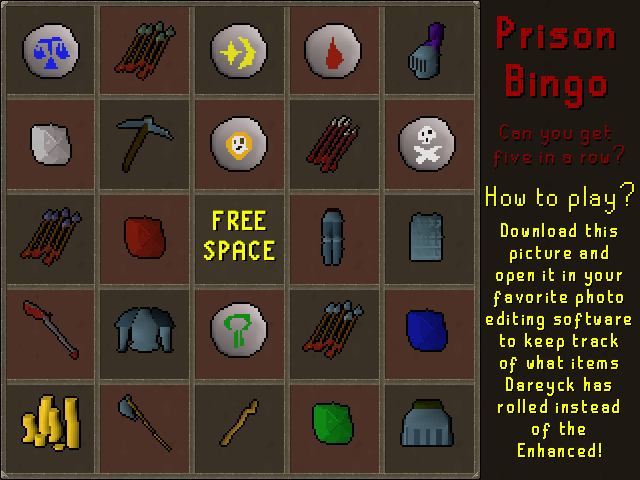 Prison
Bingo
Can you get
five in a row?
How to play?
Download this
picture and
open it in your
favorite photo
editing software
to keep track
of what items
Dareyck has
rolled instead
of the
Enhanced!
FREE
SPACE